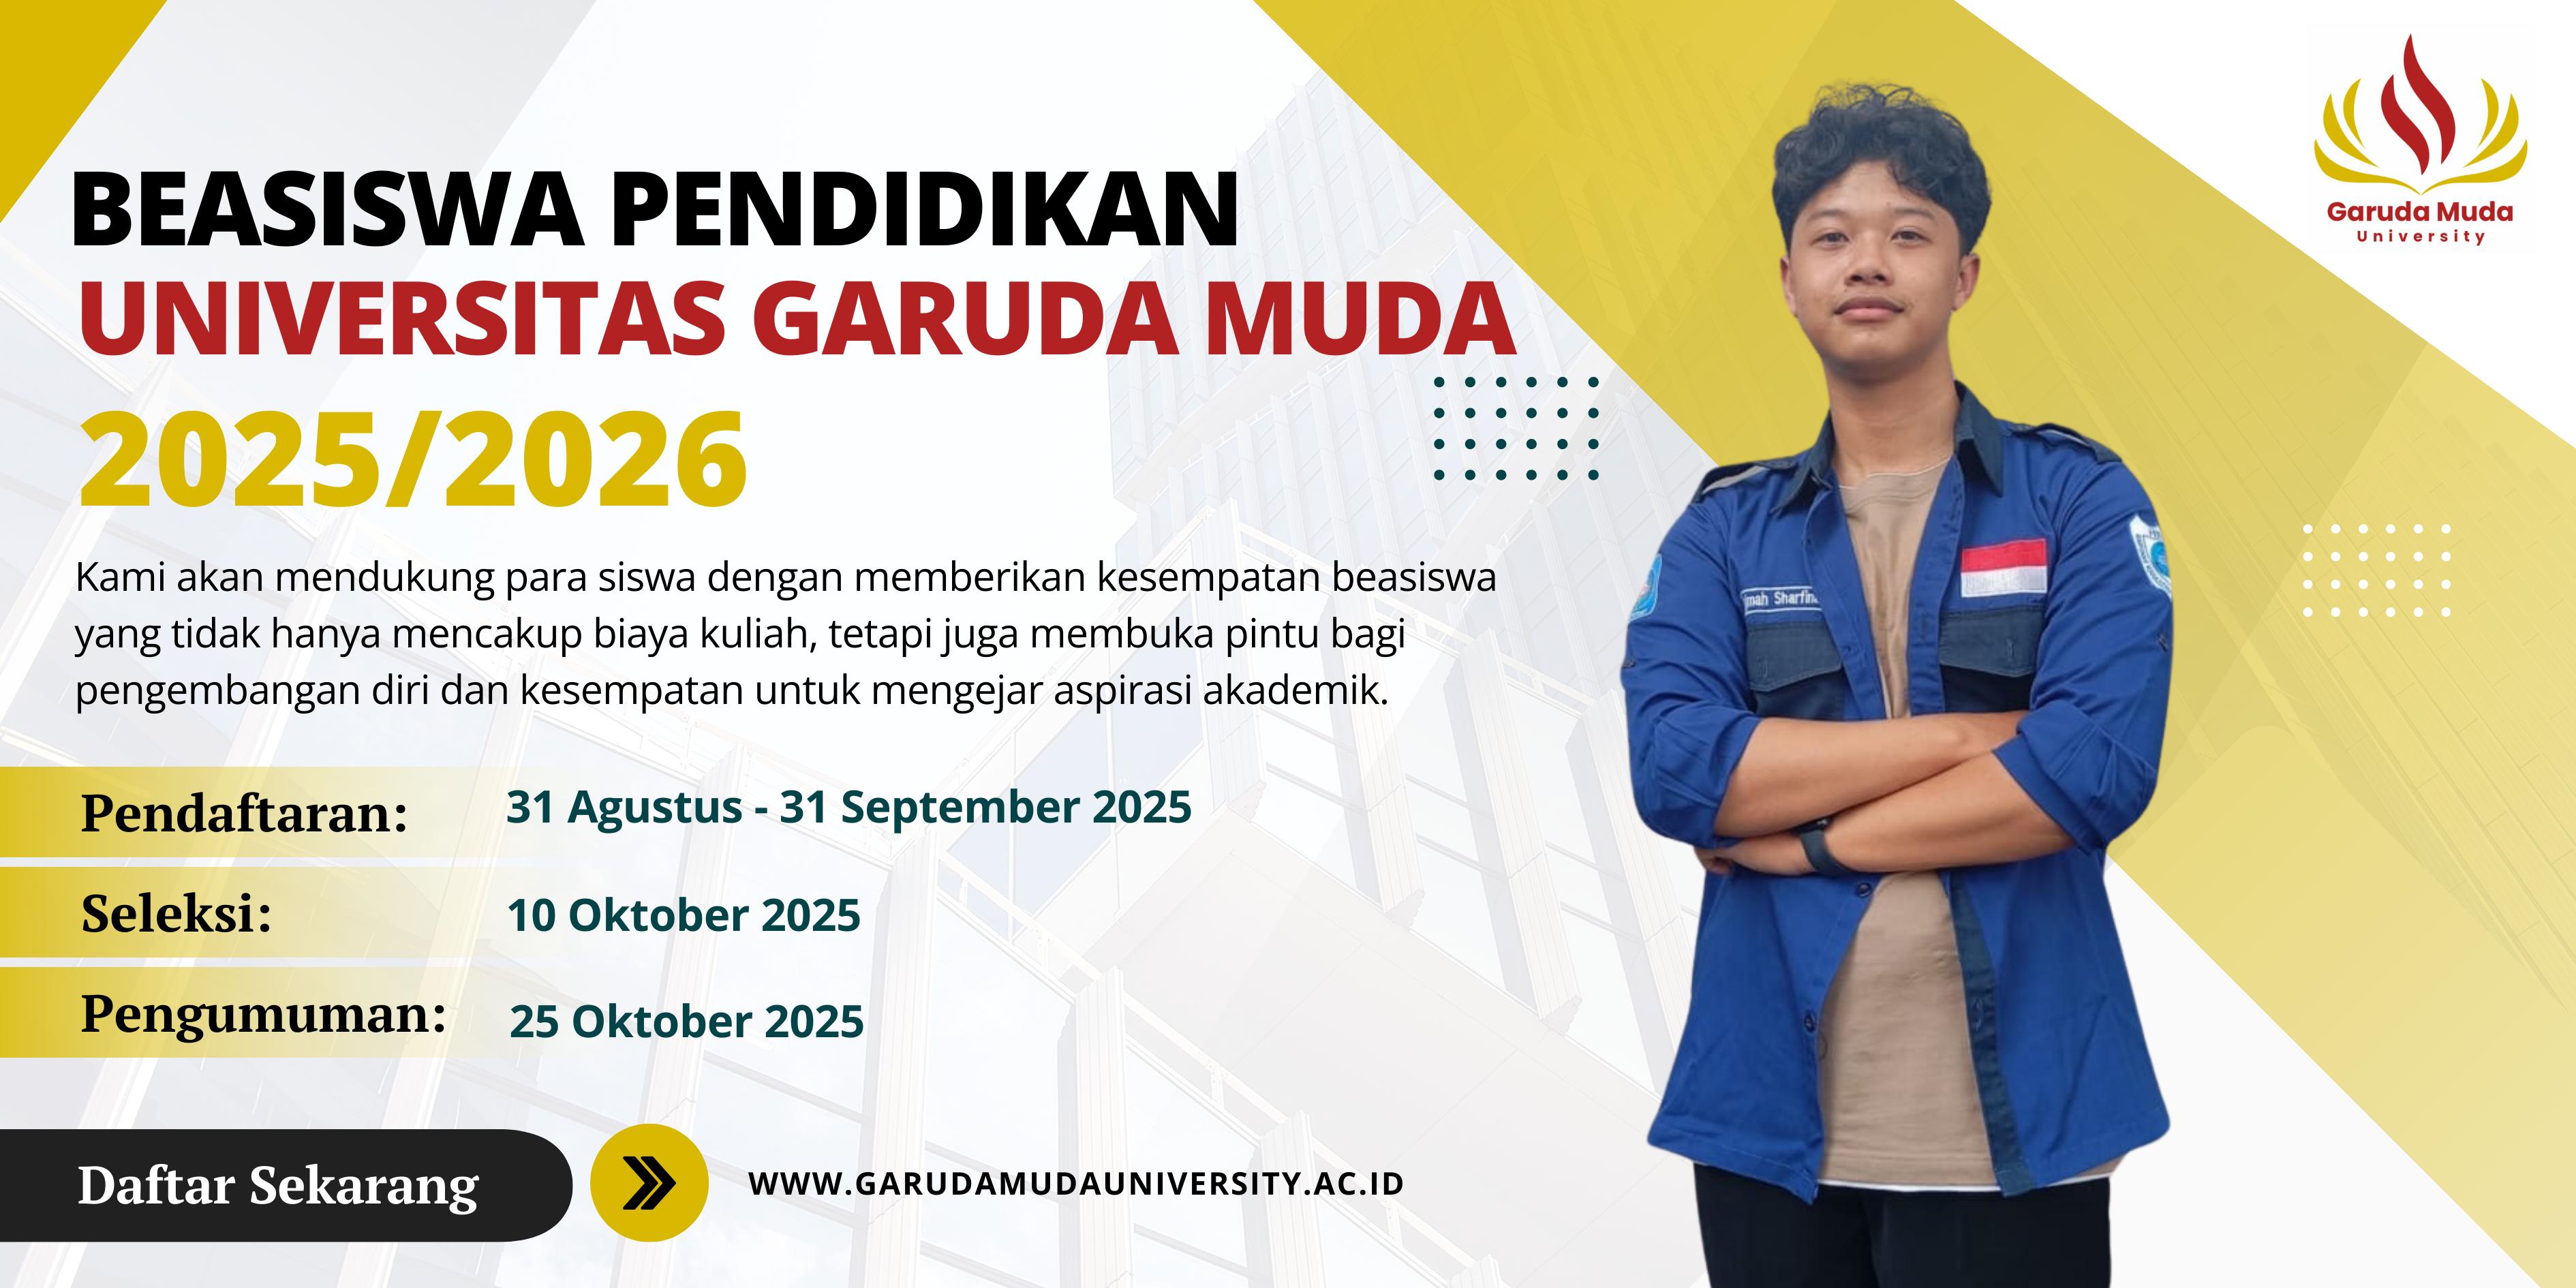 Garuda Muda
University
BEASISWA PENDIDIKAN
UNIVERSITAS GARUDA MUDA
2025/2026
Kami akan mendukung para siswa dengan memberikan kesempatan beasiswa
yang tidak hanya mencakup biaya kuliah, tetapi juga membuka pintu bagi
pengembangan diri dan kesempatan untuk mengejar aspirasi akademik.
Pendaftaran: 31 Agustus - 31 September 2025
Seleksi: 10 Oktober 2025
Pengumuman: 25 Oktober 2025
Daftar Sekarang
WWW.GARUDAMUDAUNIVERSITY.AC.ID